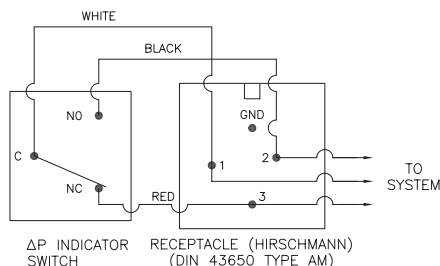 WHITE
BLACK
NO
GND
C
1
2
TO
SYSTEM
NC
RED
3
ΔP INDICATOR
SWITCH
RECEPTACLE (HIRSCHMANN)
(DIN 43650 TYPE AM)